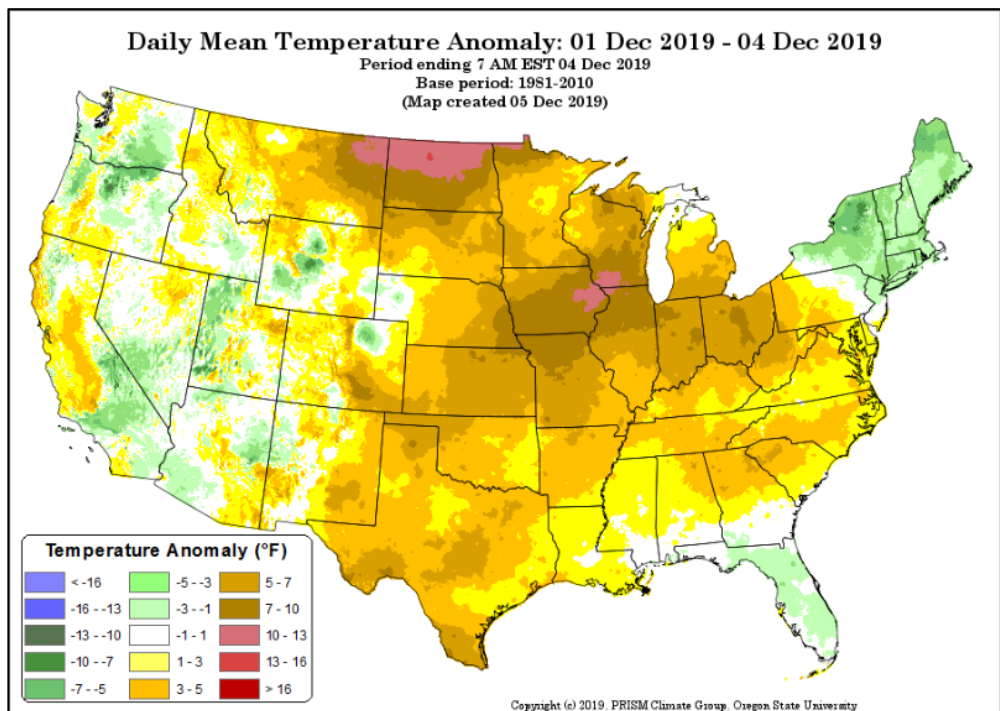 Daily Mean Temperature Anomaly: 01 Dec 2019 - 04 Dec 2019
Period ending 7 AM EST 04 Dec 2019
Base period: 1981-2010
(Map created 05 Dec 2019)
Temperature Anomaly (°F)
< -16
-16 - -13
-13 - -10
-10 - -7
-7 - -5
-5 - -3
-3 - -1
-1 - 1
1 - 3
3 - 5
5 - 7
7 - 10
10 - 13
13 - 16
> 16
Copyright (c) 2019, PRISM Climate Group, Oregon State University